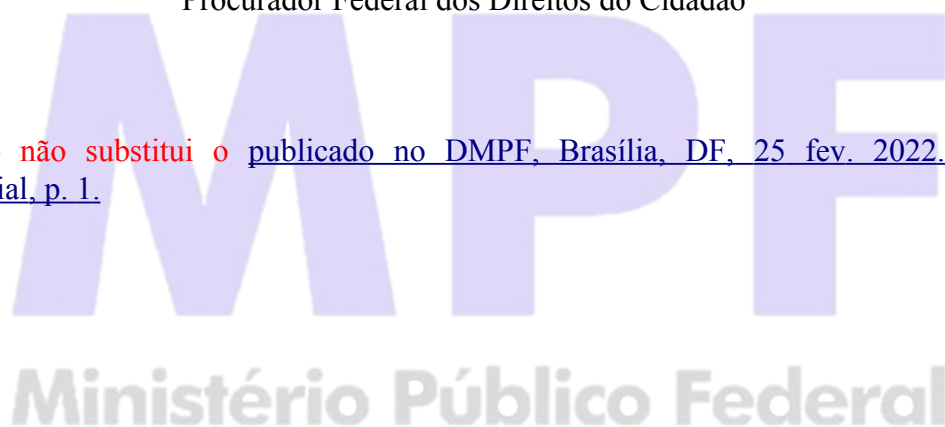 Procurador Federal dos Direitos do Cidadão
não substitui o publicado no DMPF, Brasília, DF, 25 fev. 2022.
ial, p. 1.
MPF
Ministério Público Federal